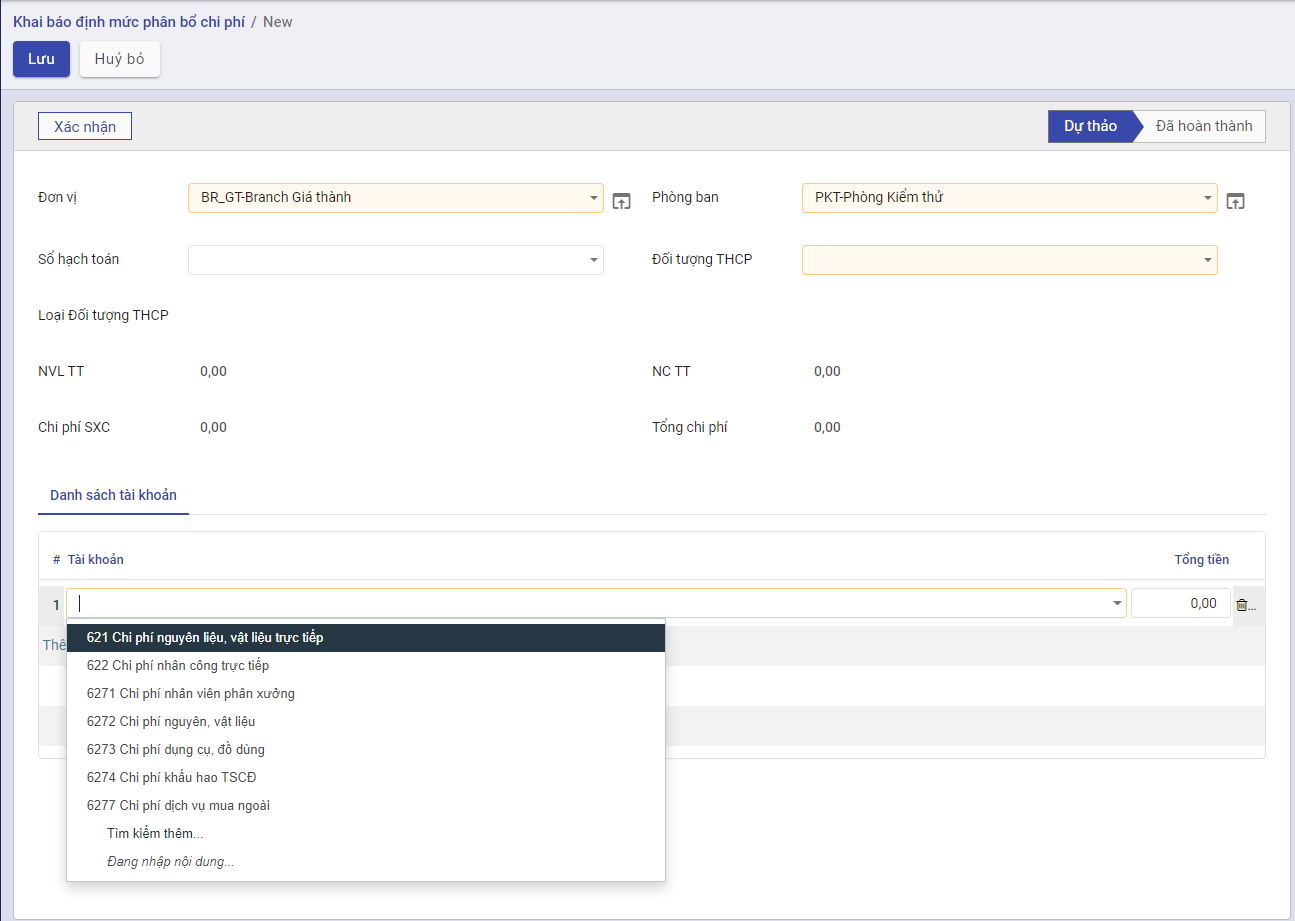 Khai báo định mức phân bổ chi phí / New
Lưu Huỷ bỏ
Xác nhận Dự thảo Đã hoàn thành
Đơn vị BR_GT-Branch Giá thành Phòng ban PKT-Phòng Kiểm thử
Sổ hạch toán Đối tượng THCP
Loại Đối tượng THCP
NVL TT 0,00 NC TT 0,00
Chi phí SXC 0,00 Tổng chi phí 0,00
Danh sách tài khoản
# Tài khoản Tổng tiền
1 0,00 ...
621 Chi phí nguyên liệu, vật liệu trực tiếp
622 Chi phí nhân công trực tiếp
6271 Chi phí nhân viên phân xưởng
6272 Chi phí nguyên, vật liệu
6273 Chi phí dụng cụ, đồ dùng
6274 Chi phí khấu hao TSCĐ
6277 Chi phí dịch vụ mua ngoài
Tìm kiếm thêm...
Đang nhập nội dung...